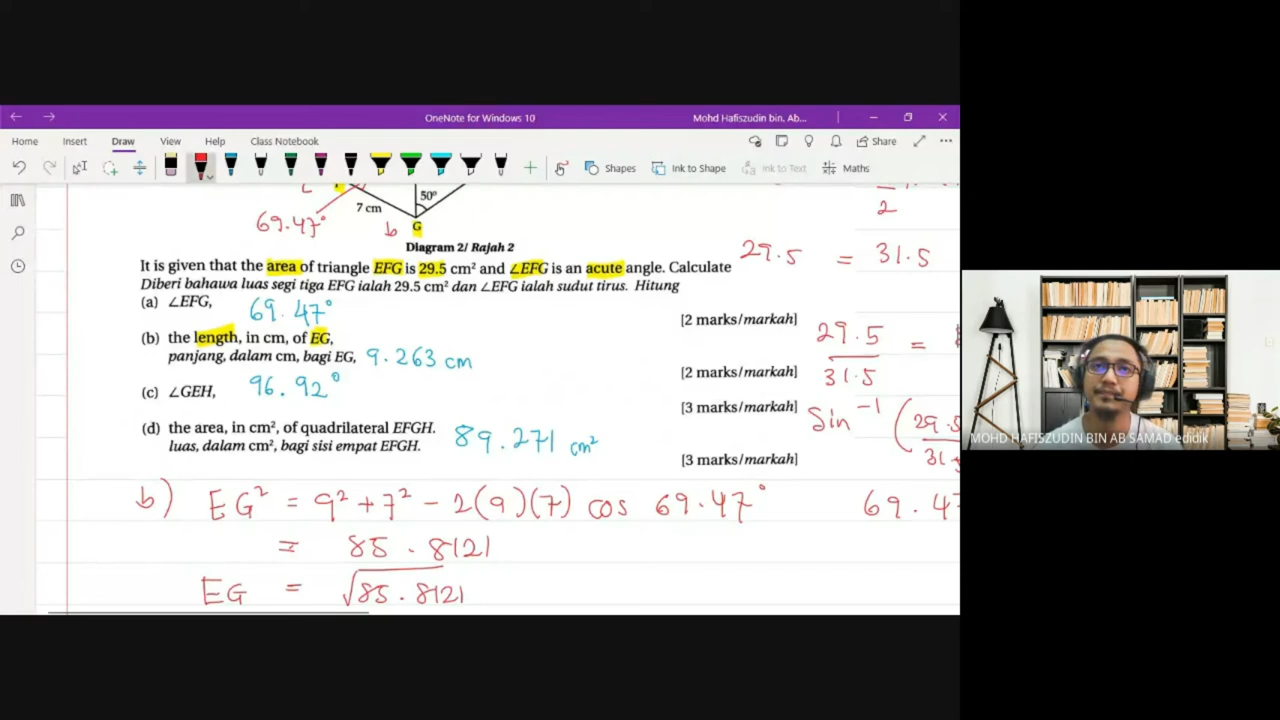 OneNote for Windows 10
Mohd Hafiszudin bin. Ab...
Home Insert Draw View Help Class Notebook
Share
Shapes Ink to Shape Ink to Text Maths
50°
7 cm
69.47°
b
G
2
Diagram 2/ Rajah 2
29.5 = 31.5
It is given that the area of triangle EFG is 29.5 cm² and ∠EFG is an acute angle. Calculate
Diberi bahawa luas segi tiga EFG ialah 29.5 cm² dan ∠EFG ialah sudut tirus. Hitung
(a) ∠EFG, 69.47°
[2 marks/markah]
(b) the length, in cm, of EG,
panjang, dalam cm, bagi EG, 9.263 cm
[2 marks/markah]
29.5 =
31.5
(c) ∠GEH, 96.92°
[3 marks/markah]
Sin⁻¹ (29.5
31.5
(d) the area, in cm², of quadrilateral EFGH.
luas, dalam cm², bagi sisi empat EFGH. 89.271 cm²
[3 marks/markah]
MOHD HAFISZUDIN BIN AB SAMAD edidik
b) EG² = 9² + 7² - 2(9)(7) cos 69.47°
69.47
= 85.8121
EG = √85.8121